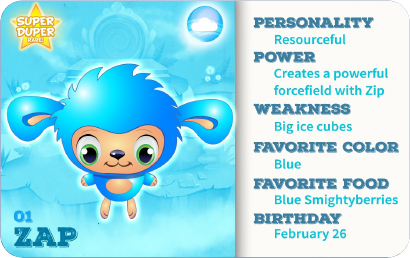 SUPER
DUPER
RARE
01
ZAP
PERSONALITY
Resourceful
POWER
Creates a powerful
forcefield with Zip
WEAKNESS
Big ice cubes
FAVORITE COLOR
Blue
FAVORITE FOOD
Blue Smightyberries
BIRTHDAY
February 26